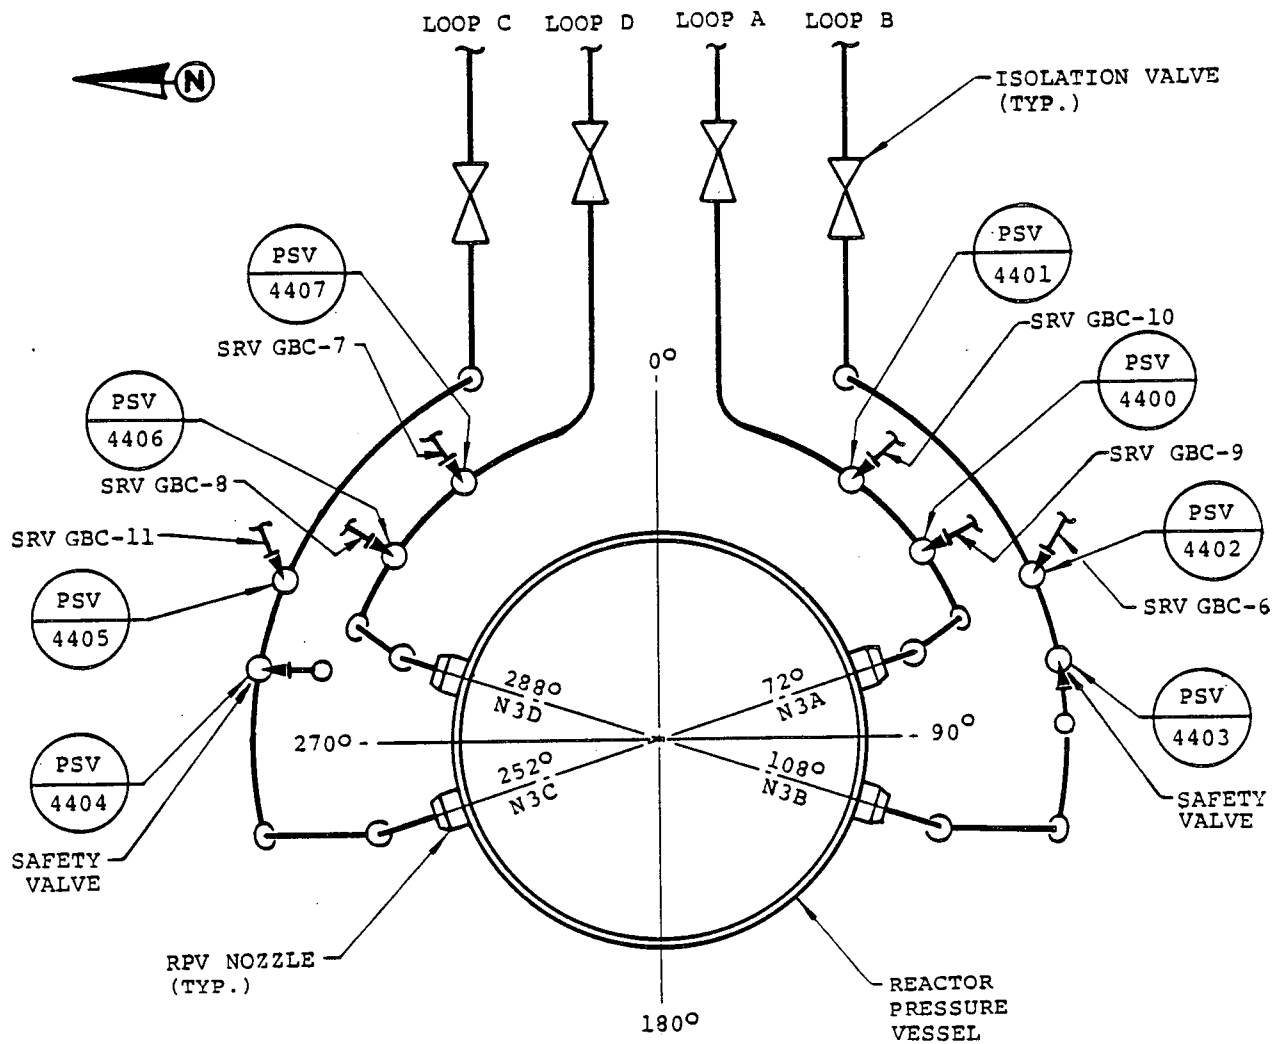 LOOP C LOOP D LOOP A LOOP B
N
ISOLATION VALVE
(TYP.)
PSV
4407
PSV
4401
SRV GBC-7
SRV GBC-10
0°
PSV
4406
PSV
4400
SRV GBC-8
SRV GBC-9
SRV GBC-11
PSV
4402
PSV
4405
SRV GBC-6
288°
N3D
72°
N3A
PSV
4403
270°
90°
PSV
4404
252°
N3C
108°
N3B
SAFETY
VALVE
SAFETY
VALVE
RPV NOZZLE
(TYP.)
REACTOR
PRESSURE
VESSEL
180°